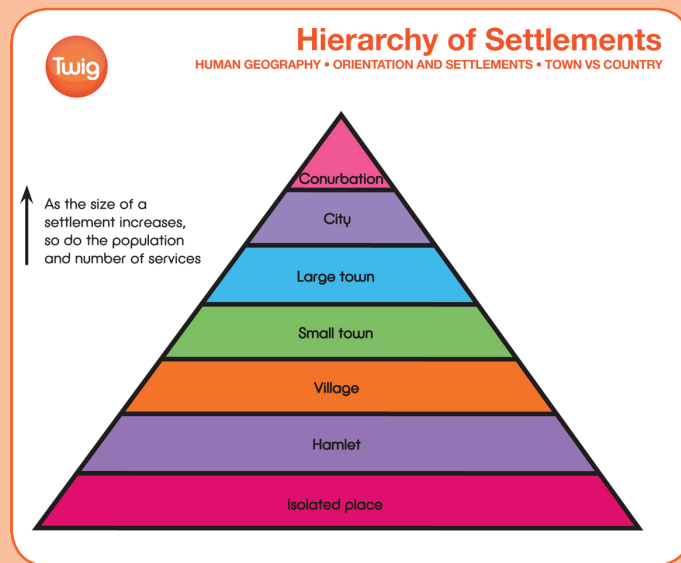 Hierarchy of Settlements
Twig
HUMAN GEOGRAPHY • ORIENTATION AND SETTLEMENTS • TOWN VS COUNTRY
As the size of a
settlement increases,
so do the population
and number of services
Conurbation
City
Large town
Small town
Village
Hamlet
Isolated place